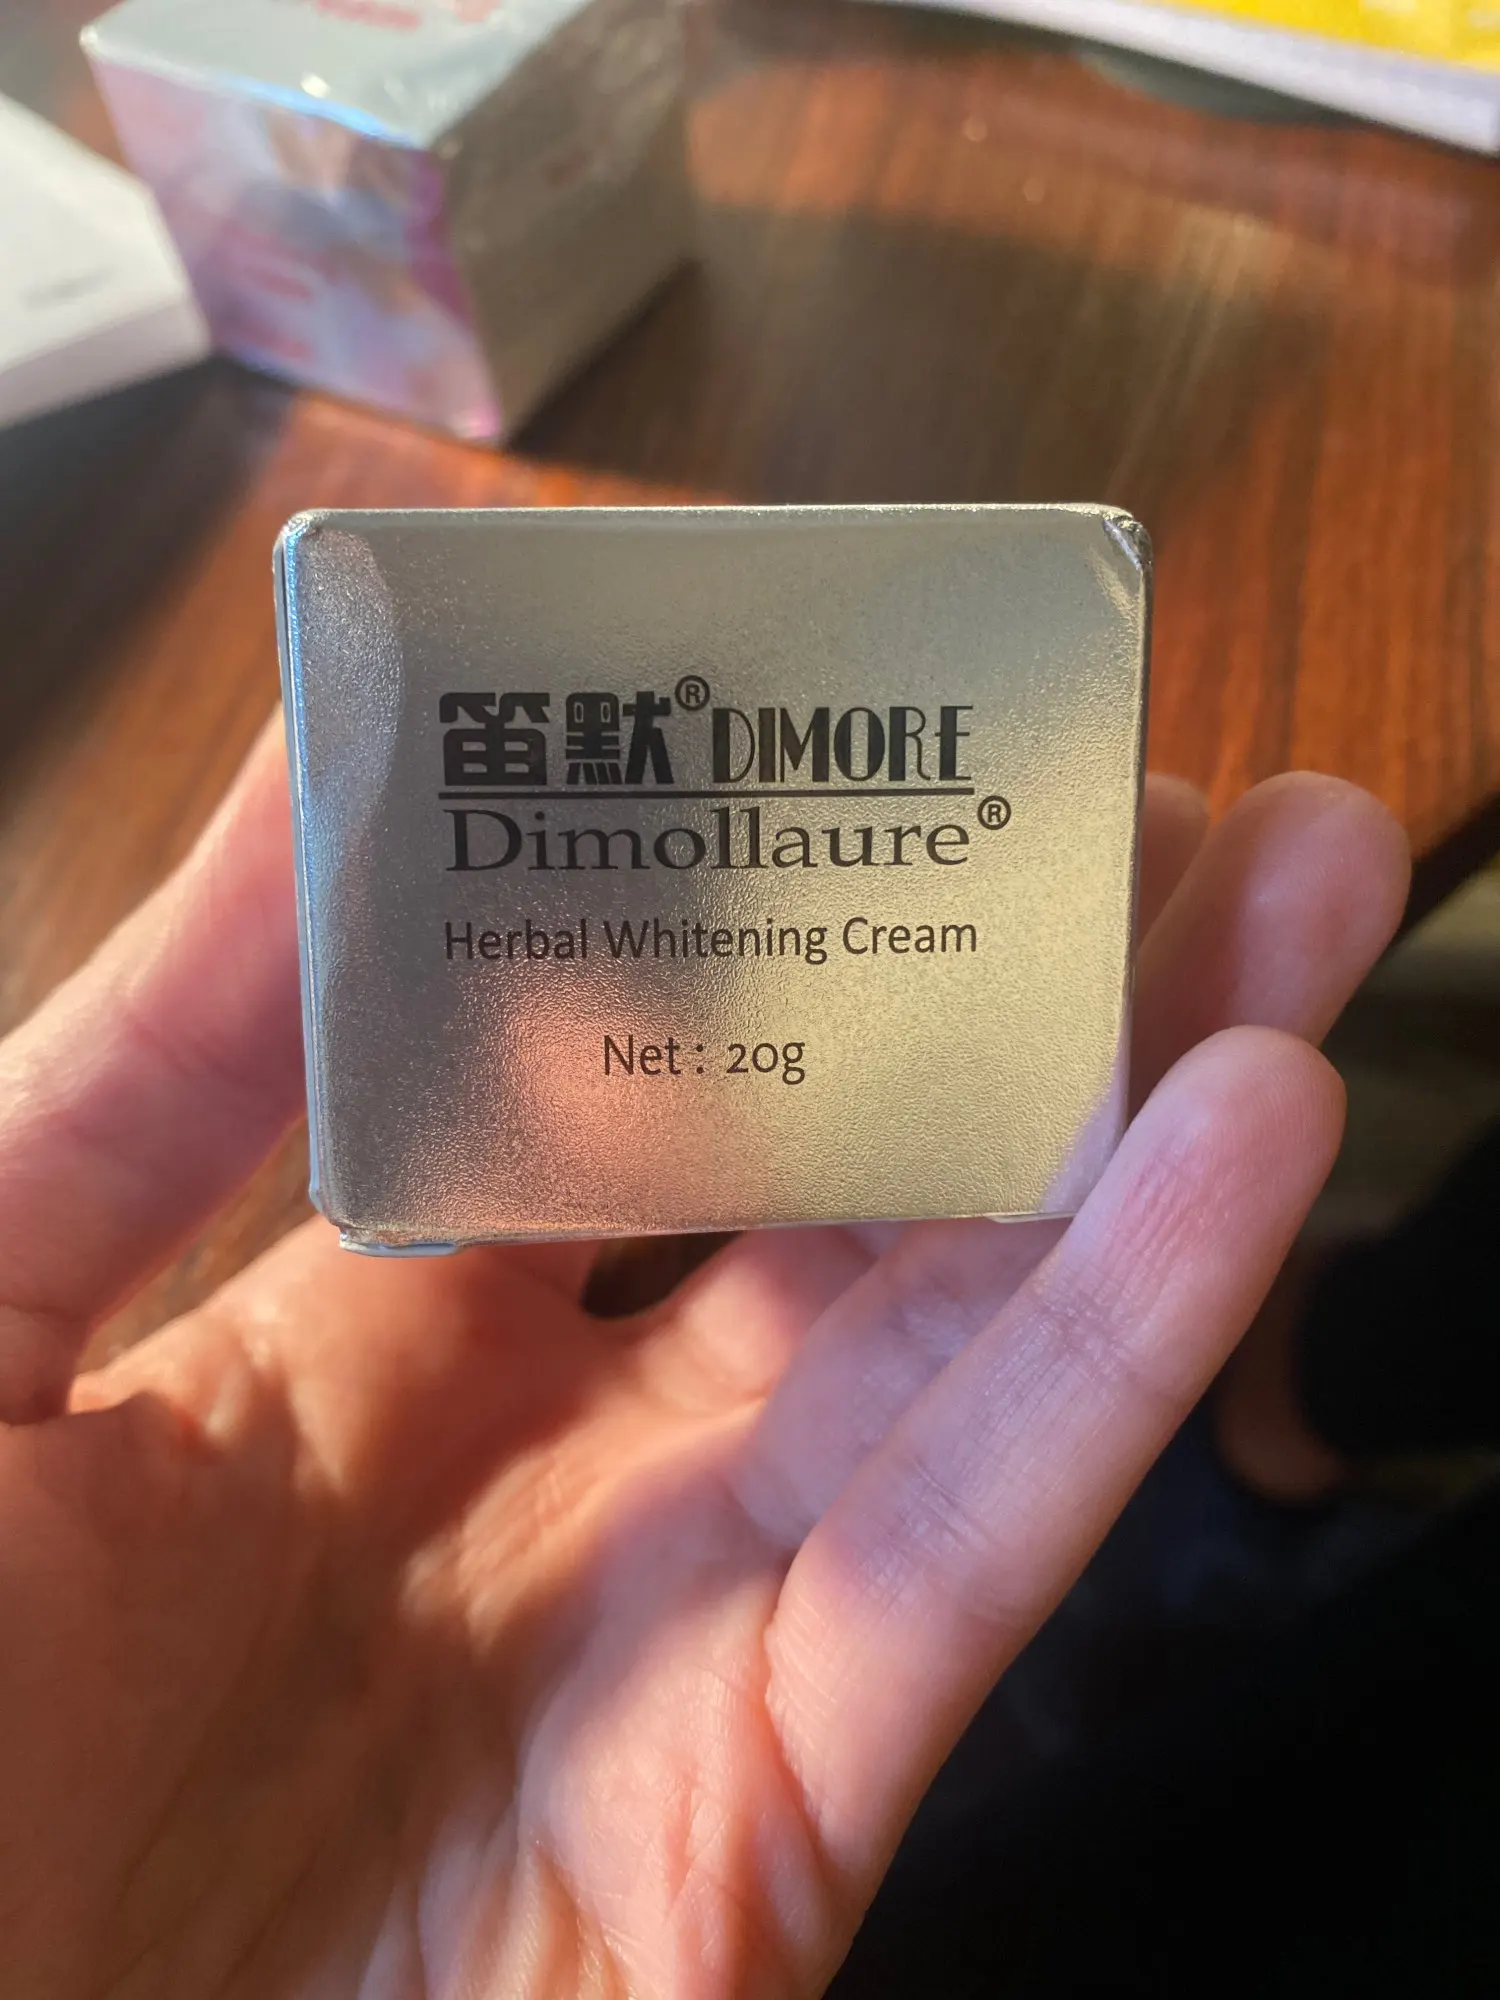 笛默® DIMORE
Dimollaure®
Herbal Whitening Cream
Net : 20g